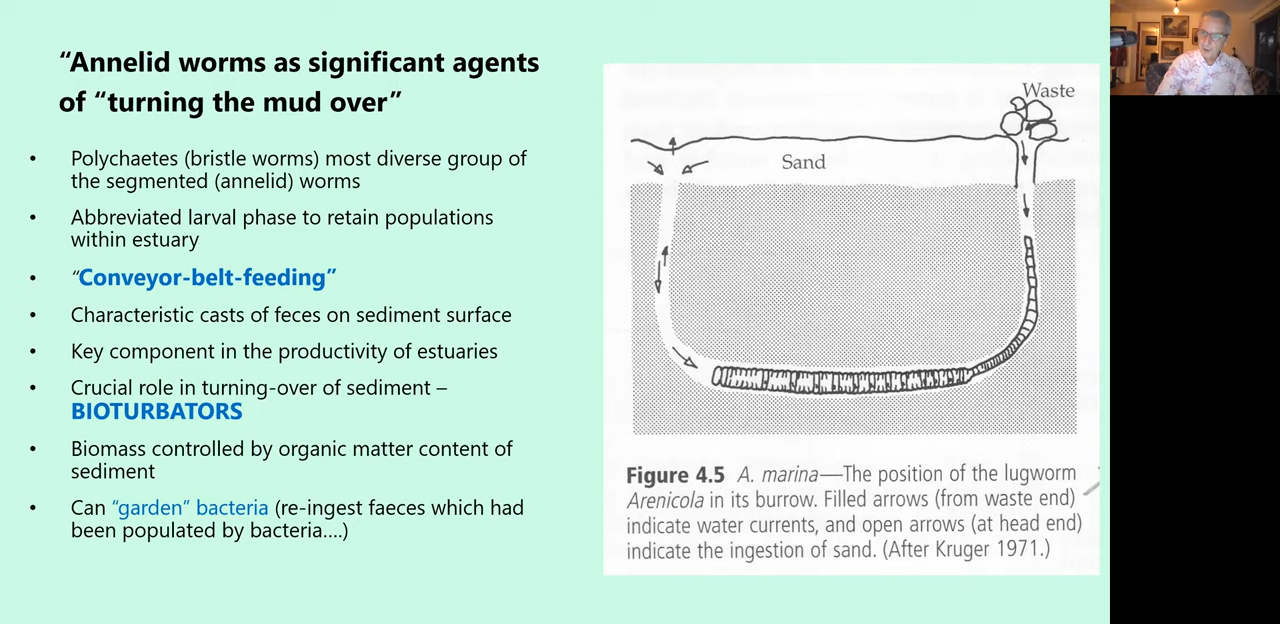 “Annelid worms as significant agents
of “turning the mud over”
• Polychaetes (bristle worms) most diverse group of
the segmented (annelid) worms
• Abbreviated larval phase to retain populations
within estuary
• “Conveyor-belt-feeding”
• Characteristic casts of feces on sediment surface
• Key component in the productivity of estuaries
• Crucial role in turning-over of sediment –
BIOTURBATORS
• Biomass controlled by organic matter content of
sediment
• Can “garden” bacteria (re-ingest faeces which had
been populated by bacteria....)
Waste
Sand
Figure 4.5 A. marina—The position of the lugworm
Arenicola in its burrow. Filled arrows (from waste end)
indicate water currents, and open arrows (at head end)
indicate the ingestion of sand. (After Kruger 1971.)